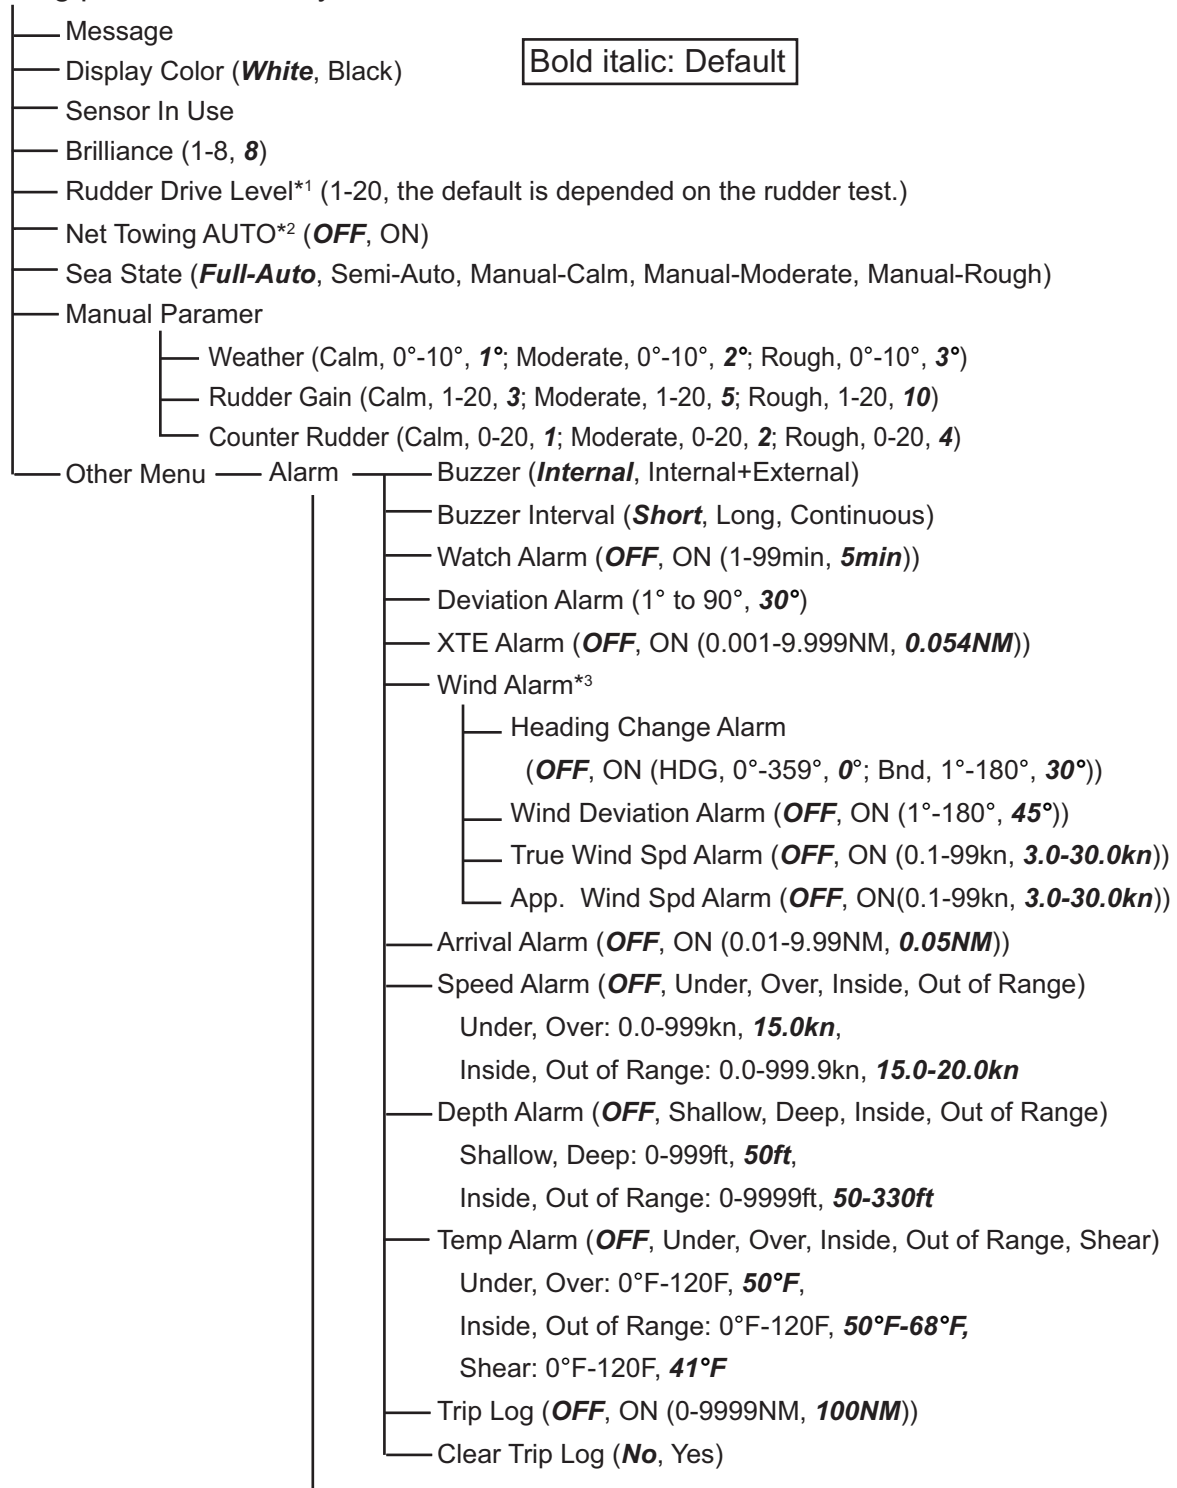 Message
Bold italic: Default
Display Color (White, Black)
Sensor In Use
Brilliance (1-8, 8)
Rudder Drive Level*1 (1-20, the default is depended on the rudder test.)
Net Towing AUTO*2 (OFF, ON)
Sea State (Full-Auto, Semi-Auto, Manual-Calm, Manual-Moderate, Manual-Rough)
Manual Paramer
Weather (Calm, 0°-10°, 1°; Moderate, 0°-10°, 2°; Rough, 0°-10°, 3°)
Rudder Gain (Calm, 1-20, 3; Moderate, 1-20, 5; Rough, 1-20, 10)
Counter Rudder (Calm, 0-20, 1; Moderate, 0-20, 2; Rough, 0-20, 4)
Other Menu Alarm Buzzer (Internal, Internal+External)
Buzzer Interval (Short, Long, Continuous)
Watch Alarm (OFF, ON (1-99min, 5min))
Deviation Alarm (1° to 90°, 30°)
XTE Alarm (OFF, ON (0.001-9.999NM, 0.054NM))
Wind Alarm*3
Heading Change Alarm
(OFF, ON (HDG, 0°-359°, 0°; Bnd, 1°-180°, 30°))
Wind Deviation Alarm (OFF, ON (1°-180°, 45°))
True Wind Spd Alarm (OFF, ON (0.1-99kn, 3.0-30.0kn))
App. Wind Spd Alarm (OFF, ON(0.1-99kn, 3.0-30.0kn))
Arrival Alarm (OFF, ON (0.01-9.99NM, 0.05NM))
Speed Alarm (OFF, Under, Over, Inside, Out of Range)
Under, Over: 0.0-999kn, 15.0kn,
Inside, Out of Range: 0.0-999.9kn, 15.0-20.0kn
Depth Alarm (OFF, Shallow, Deep, Inside, Out of Range)
Shallow, Deep: 0-999ft, 50ft,
Inside, Out of Range: 0-9999ft, 50-330ft
Temp Alarm (OFF, Under, Over, Inside, Out of Range, Shear)
Under, Over: 0°F-120F, 50°F,
Inside, Out of Range: 0°F-120F, 50°F-68°F,
Shear: 0°F-120F, 41°F
Trip Log (OFF, ON (0-9999NM, 100NM))
Clear Trip Log (No, Yes)